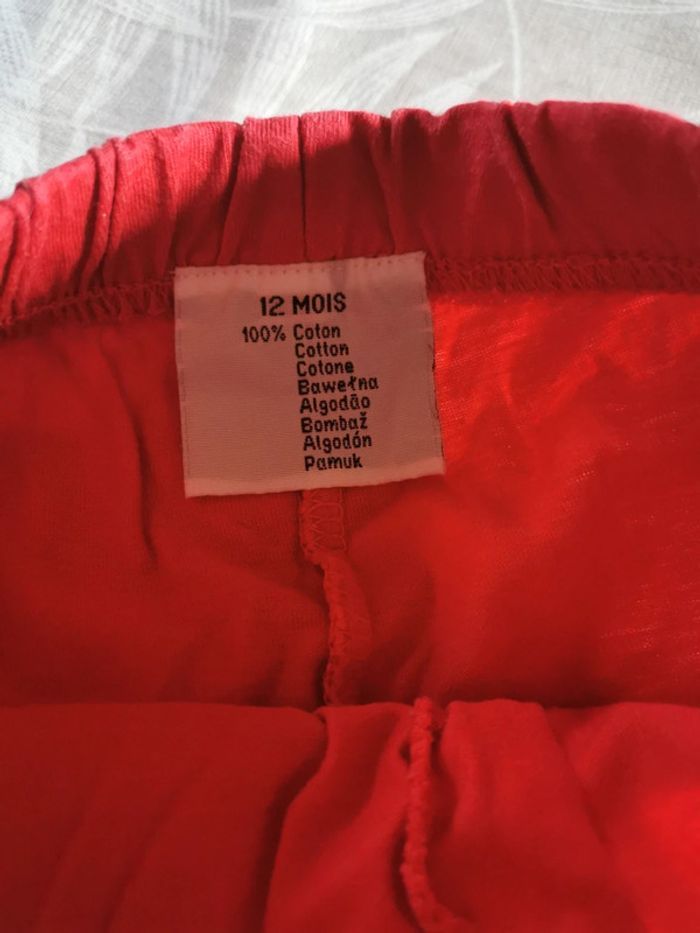 12 MOIS
100% Coton
Cotton
Cotone
Bawełna
Algodão
Bombaž
Algodón
Pamuk